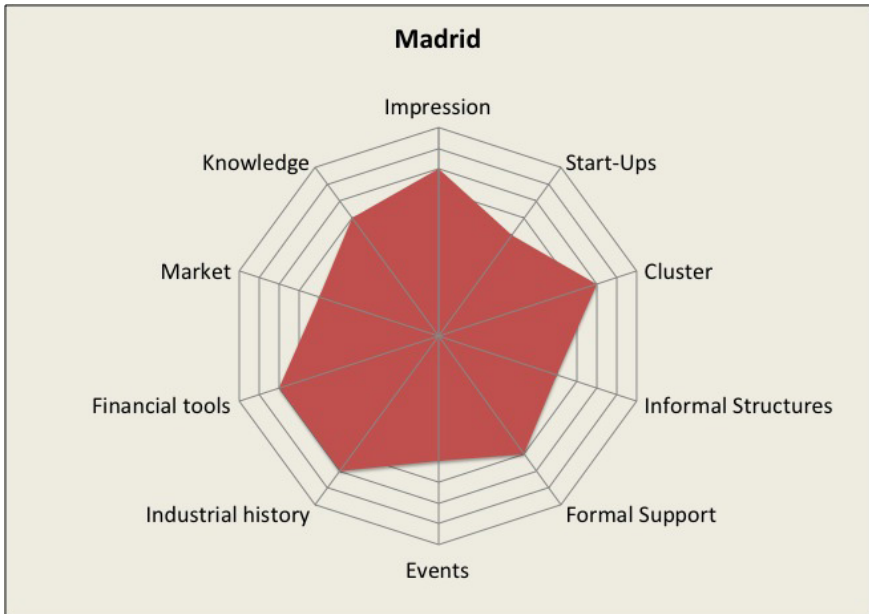 Madrid
Impression
Start-Ups
Cluster
Informal Structures
Formal Support
Events
Industrial history
Financial tools
Market
Knowledge